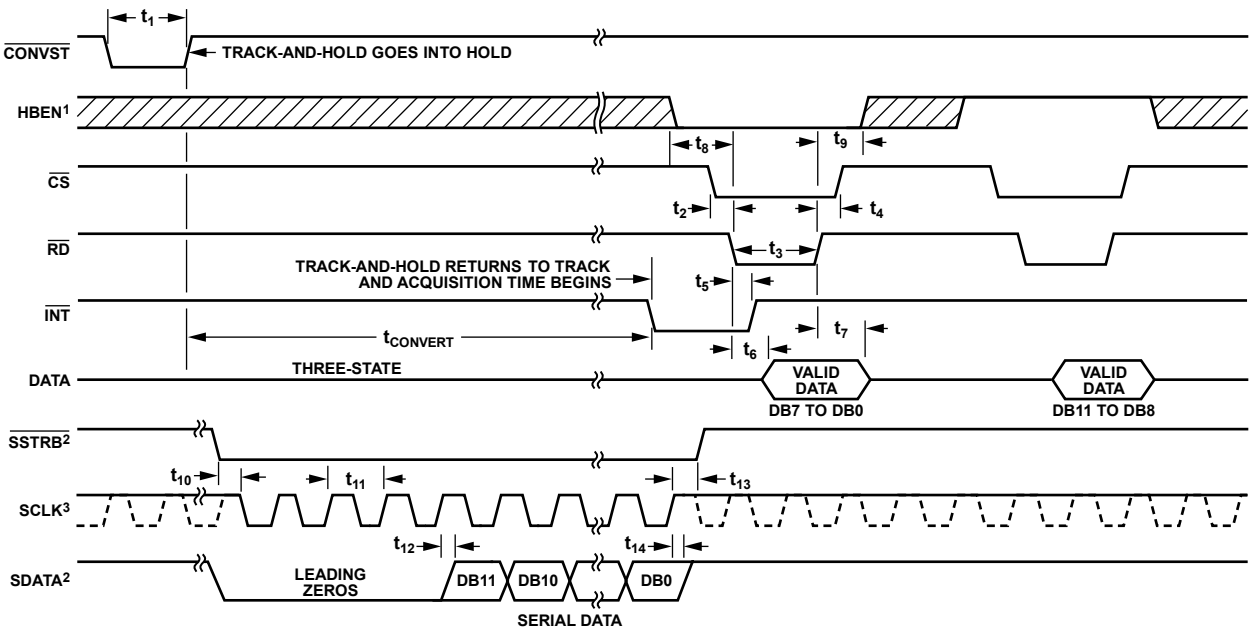 t1
CONVST
TRACK-AND-HOLD GOES INTO HOLD
HBEN1
t8
t9
CS
t2
t4
RD
t3
TRACK-AND-HOLD RETURNS TO TRACK
AND ACQUISITION TIME BEGINS
t5
INT
tCONVERT
t7
t6
DATA
THREE-STATE
VALID
DATA
VALID
DATA
DB7 TO DB0
DB11 TO DB8
SSTRB2
t10
t11
t13
SCLK3
t12
t14
SDATA2
LEADING
ZEROS
DB11
DB10
DB0
SERIAL DATA